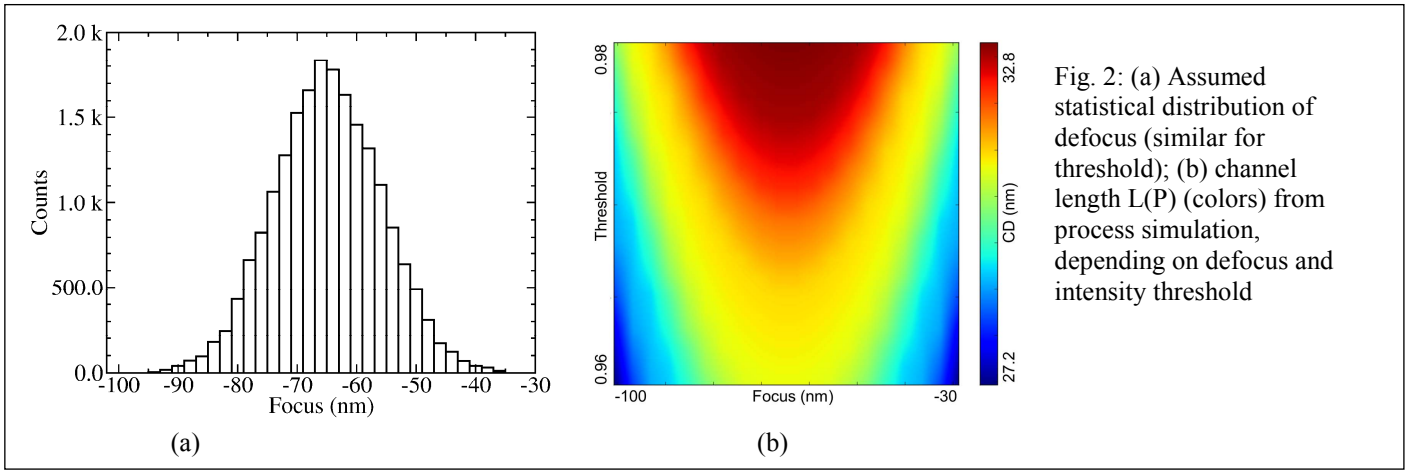 2.0 k
1.5 k
1.0 k
500.0
0.0
Counts
-100 -90 -80 -70 -60 -50 -40 -30
Focus (nm)
(a)
0.98
Threshold
0.96
-100 Focus (nm) -30
32.8
CD (nm)
27.2
(b)
Fig. 2: (a) Assumed
statistical distribution of
defocus (similar for
threshold); (b) channel
length L(P) (colors) from
process simulation,
depending on defocus and
intensity threshold